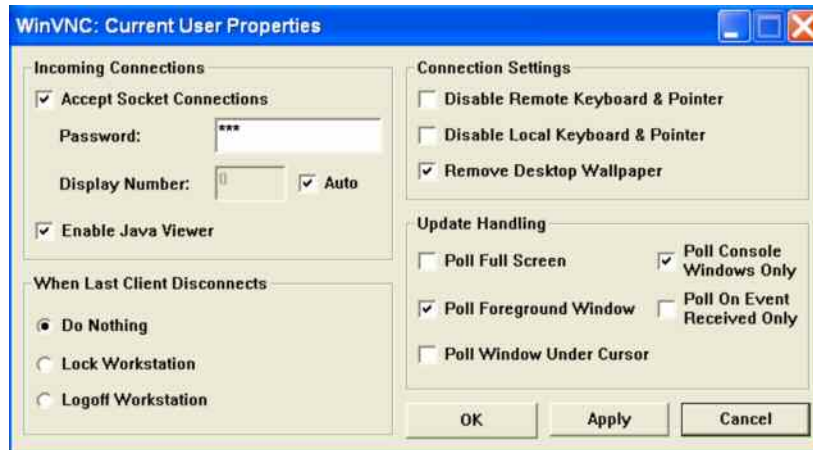 WinVNC: Current User Properties
Incoming Connections
Accept Socket Connections
Password: ***
Display Number: 0 Auto
Enable Java Viewer
When Last Client Disconnects
Do Nothing
Lock Workstation
Logoff Workstation
Connection Settings
Disable Remote Keyboard & Pointer
Disable Local Keyboard & Pointer
Remove Desktop Wallpaper
Update Handling
Poll Full Screen
Poll Console
Windows Only
Poll Foreground Window
Poll On Event
Received Only
Poll Window Under Cursor
OK Apply Cancel